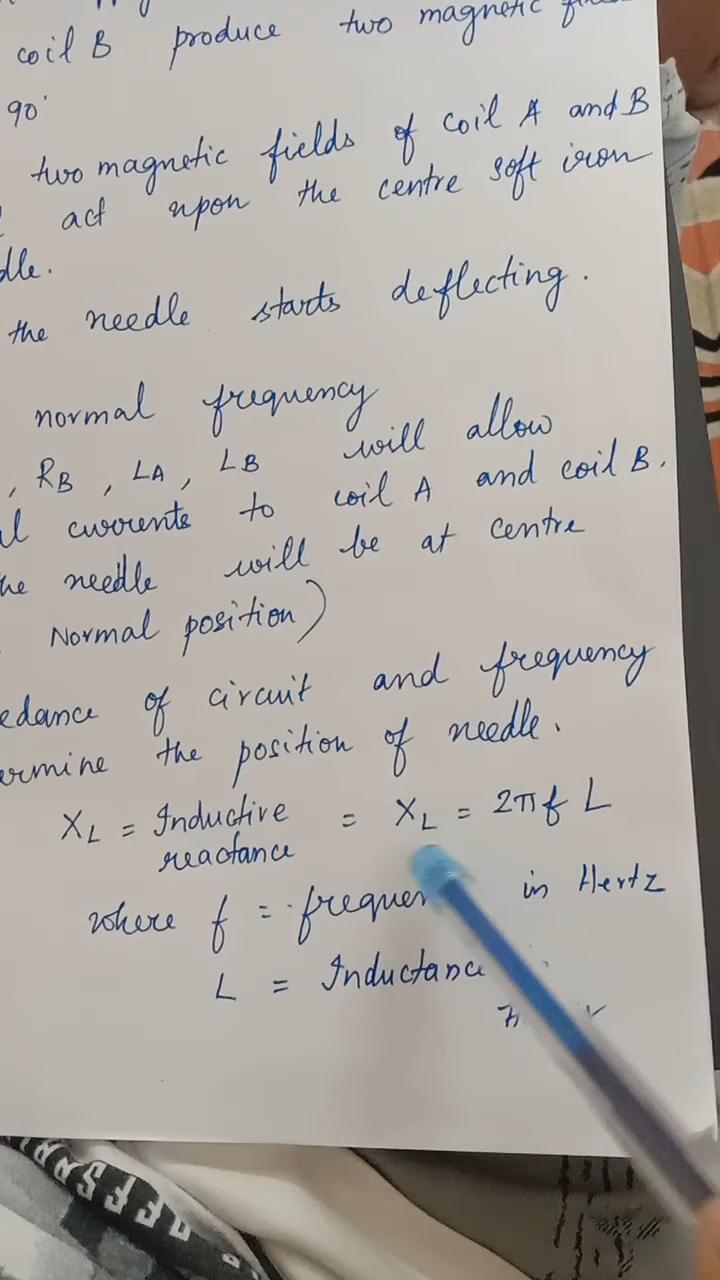 coil B produce two magnetic
90°
two magnetic fields of coil A and B
act upon the centre soft iron
dle.
the needle starts deflecting.
normal frequency
, RB , LA , LB will allow
l currents to coil A and coil B.
he needle will be at centre
Normal position)
edance of circuit and frequency
ermine the position of needle.
XL = Inductive reactance = XL = 2πf L
where f = frequen in Hertz
L = Inductanc